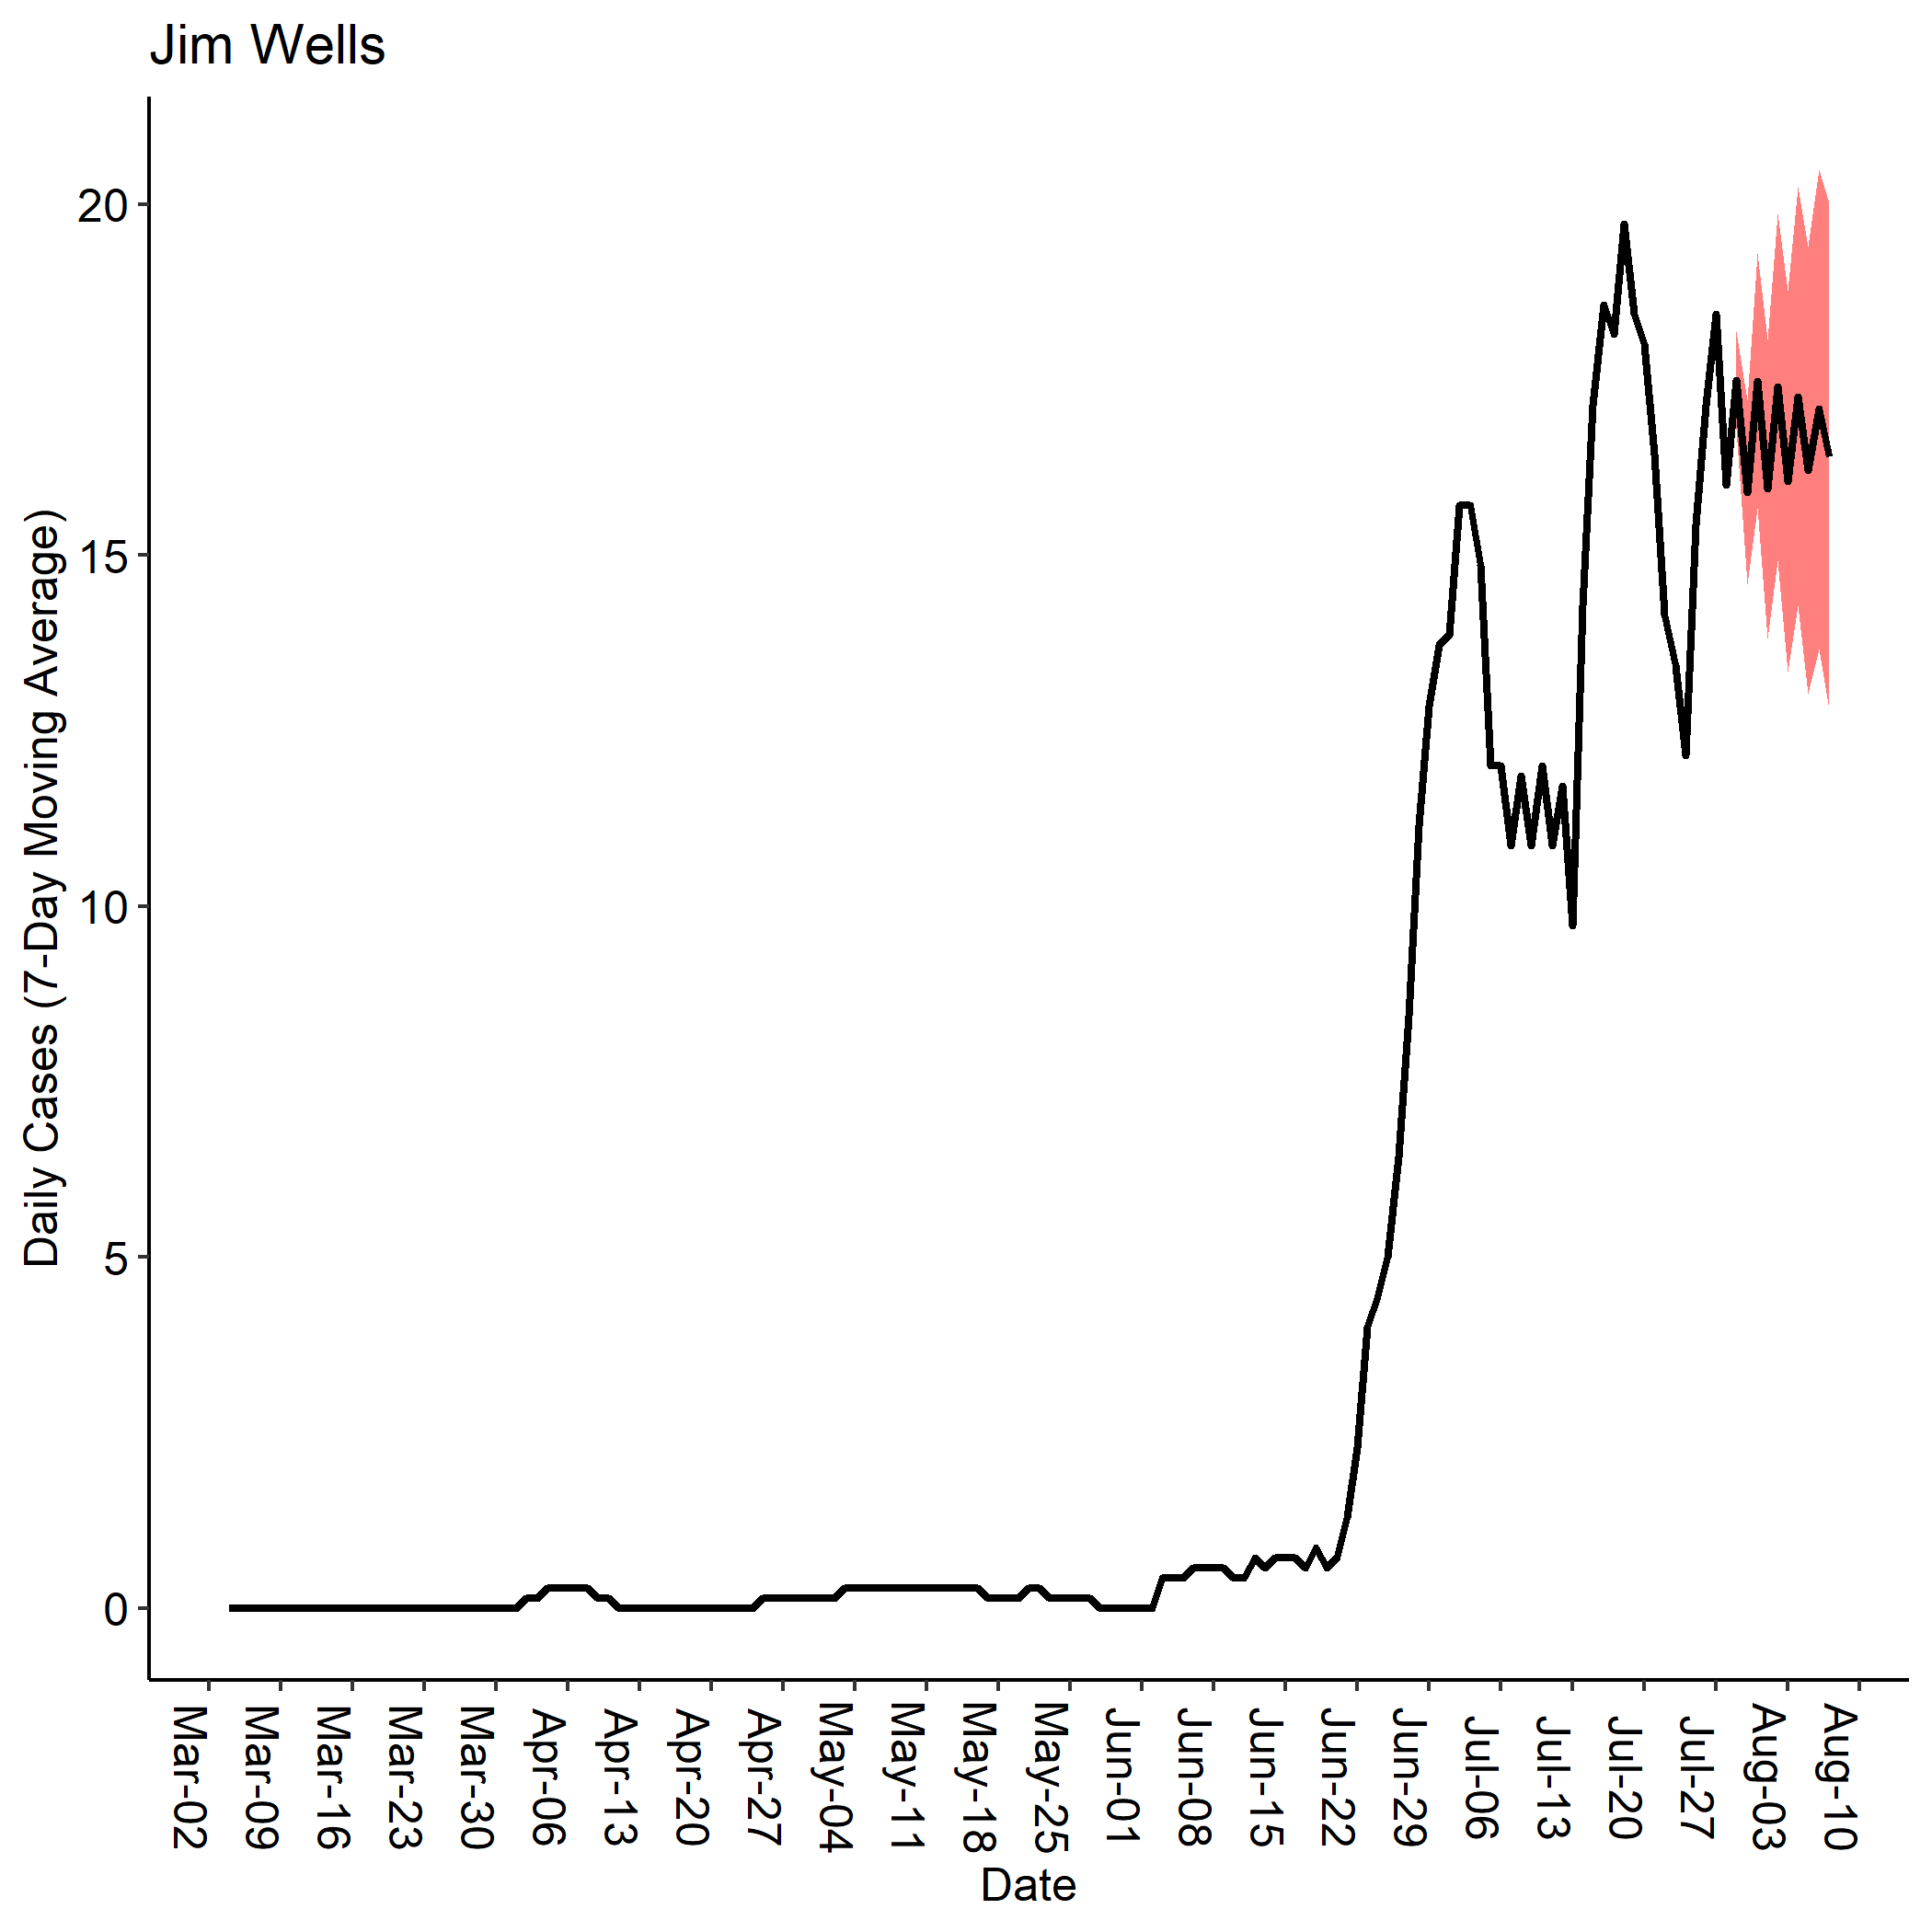 Jim Wells
Daily Cases (7-Day Moving Average)
20
15
10
5
0
Mar-02
Mar-09
Mar-16
Mar-23
Mar-30
Apr-06
Apr-13
Apr-20
Apr-27
May-04
May-11
May-18
May-25
Jun-01
Jun-08
Jun-15
Jun-22
Jun-29
Jul-06
Jul-13
Jul-20
Jul-27
Aug-03
Aug-10
Date